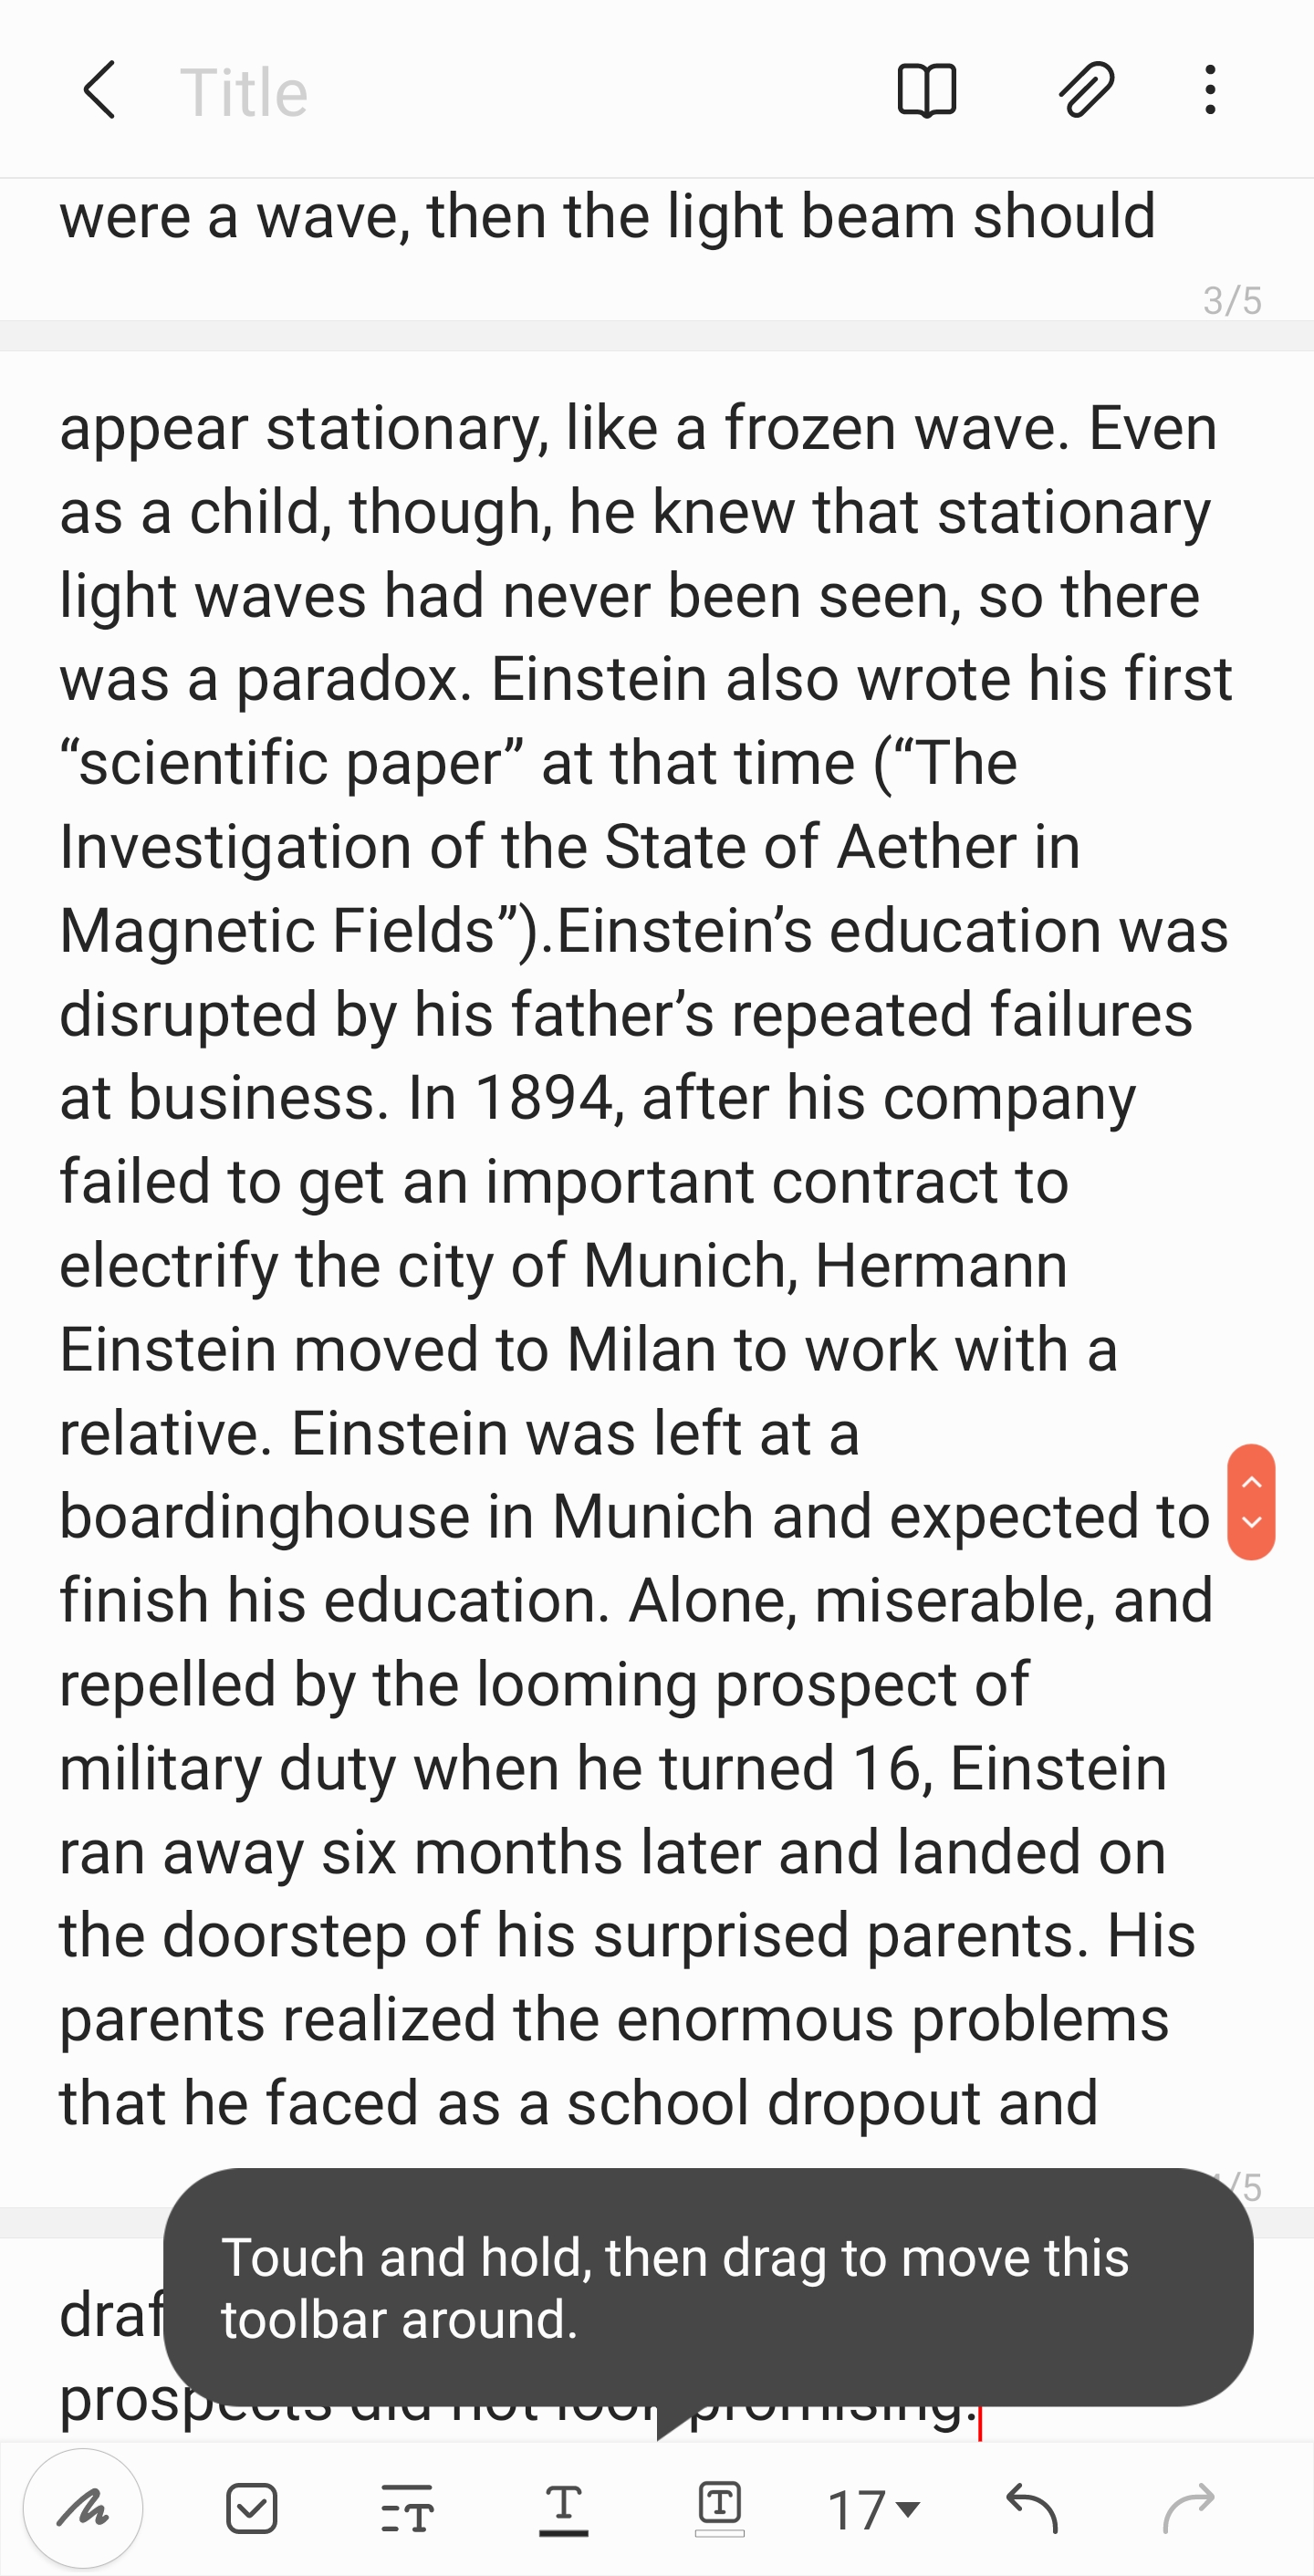 Title
were a wave, then the light beam should
3/5
appear stationary, like a frozen wave. Even
as a child, though, he knew that stationary
light waves had never been seen, so there
was a paradox. Einstein also wrote his first
“scientific paper” at that time (“The
Investigation of the State of Aether in
Magnetic Fields”).Einstein’s education was
disrupted by his father’s repeated failures
at business. In 1894, after his company
failed to get an important contract to
electrify the city of Munich, Hermann
Einstein moved to Milan to work with a
relative. Einstein was left at a
boardinghouse in Munich and expected to
finish his education. Alone, miserable, and
repelled by the looming prospect of
military duty when he turned 16, Einstein
ran away six months later and landed on
the doorstep of his surprised parents. His
parents realized the enormous problems
that he faced as a school dropout and
/5
Touch and hold, then drag to move this
toolbar around.
draf
prospects did not look promising.
17